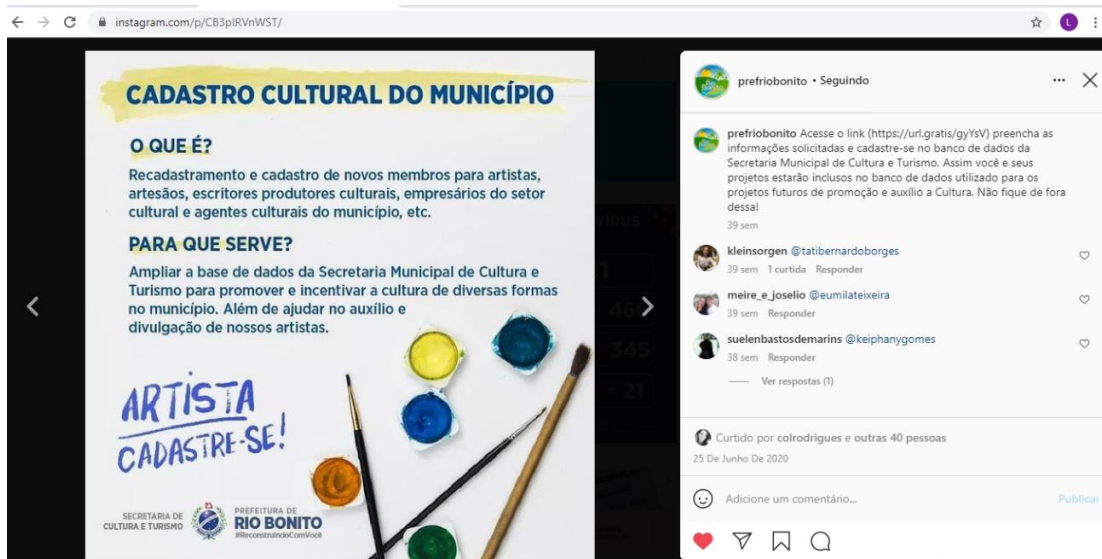 instagram.com/p/CB3pIRVnWST/
L
CADASTRO CULTURAL DO MUNICÍPIO
O QUE É?
Recadastramento e cadastro de novos membros para artistas,
artesãos, escritores produtores culturais, empresários do setor
cultural e agentes culturais do município, etc.
PARA QUE SERVE?
Ampliar a base de dados da Secretaria Municipal de Cultura e
Turismo para promover e incentivar a cultura de diversas formas
no município. Além de ajudar no auxílio e
divulgação de nossos artistas.
ARTISTA
CADASTRE-SE!
SECRETARIA DE
CULTURA E TURISMO
PREFEITURA DE
RIO BONITO
#ReconstruindoComVocê
VÍRUS
1
460
345
21
prefriobonito • Seguindo
prefriobonito Acesse o link (https://url.gratis/gyYsV) preencha as
informações solicitadas e cadastre-se no banco de dados da
Secretaria Municipal de Cultura e Turismo. Assim você e seus
projetos estarão inclusos no banco de dados utilizado para os
projetos futuros de promoção e auxílio a Cultura. Não fique de fora
dessa!
39 sem
kleinsorgen @tatibernardoborges
39 sem 1 curtida Responder
meire_e_joselio @eumilateixeira
39 sem Responder
suelenbastosdemarins @keiphanygomes
38 sem Responder
Ver respostas (1)
Curtido por colrodrigues e outras 40 pessoas
25 De Junho De 2020
Adicione um comentário...
Publicar